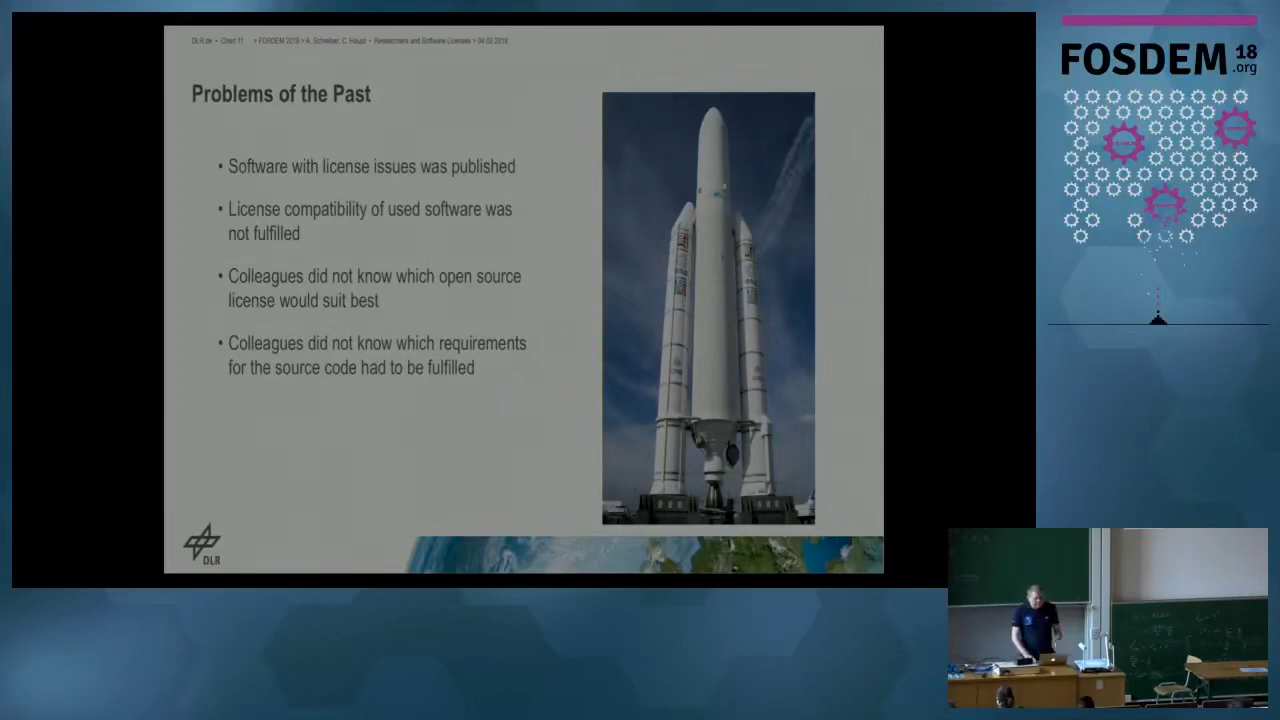 DLR.de • Chart 11 > FOSDEM 2018 > A. Schreiber, C. Haupt • Researchers and Software Licenses > 04.02.2018
Problems of the Past
• Software with license issues was published
• License compatibility of used software was
not fulfilled
• Colleagues did not know which open source
license would suit best
• Colleagues did not know which requirements
for the source code had to be fulfilled
DLR
FOSDEM 18
.org